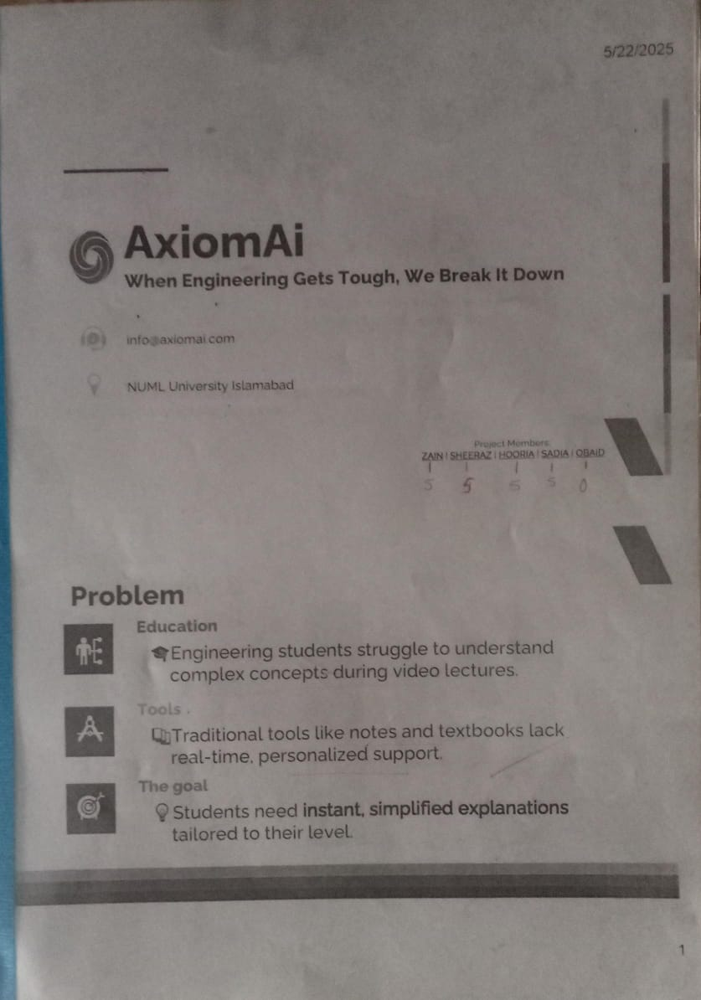 5/22/2025
AxiomAi
When Engineering Gets Tough, We Break It Down
info@axiomai.com
NUML University Islamabad
Project Members:
ZAIN | SHEERAZ | HOORIA | SADIA | OBAID
5 5 5 5 0
Problem
Education
Engineering students struggle to understand
complex concepts during video lectures.
Tools
Traditional tools like notes and textbooks lack
real-time, personalized support.
The goal
Students need instant, simplified explanations
tailored to their level.
1